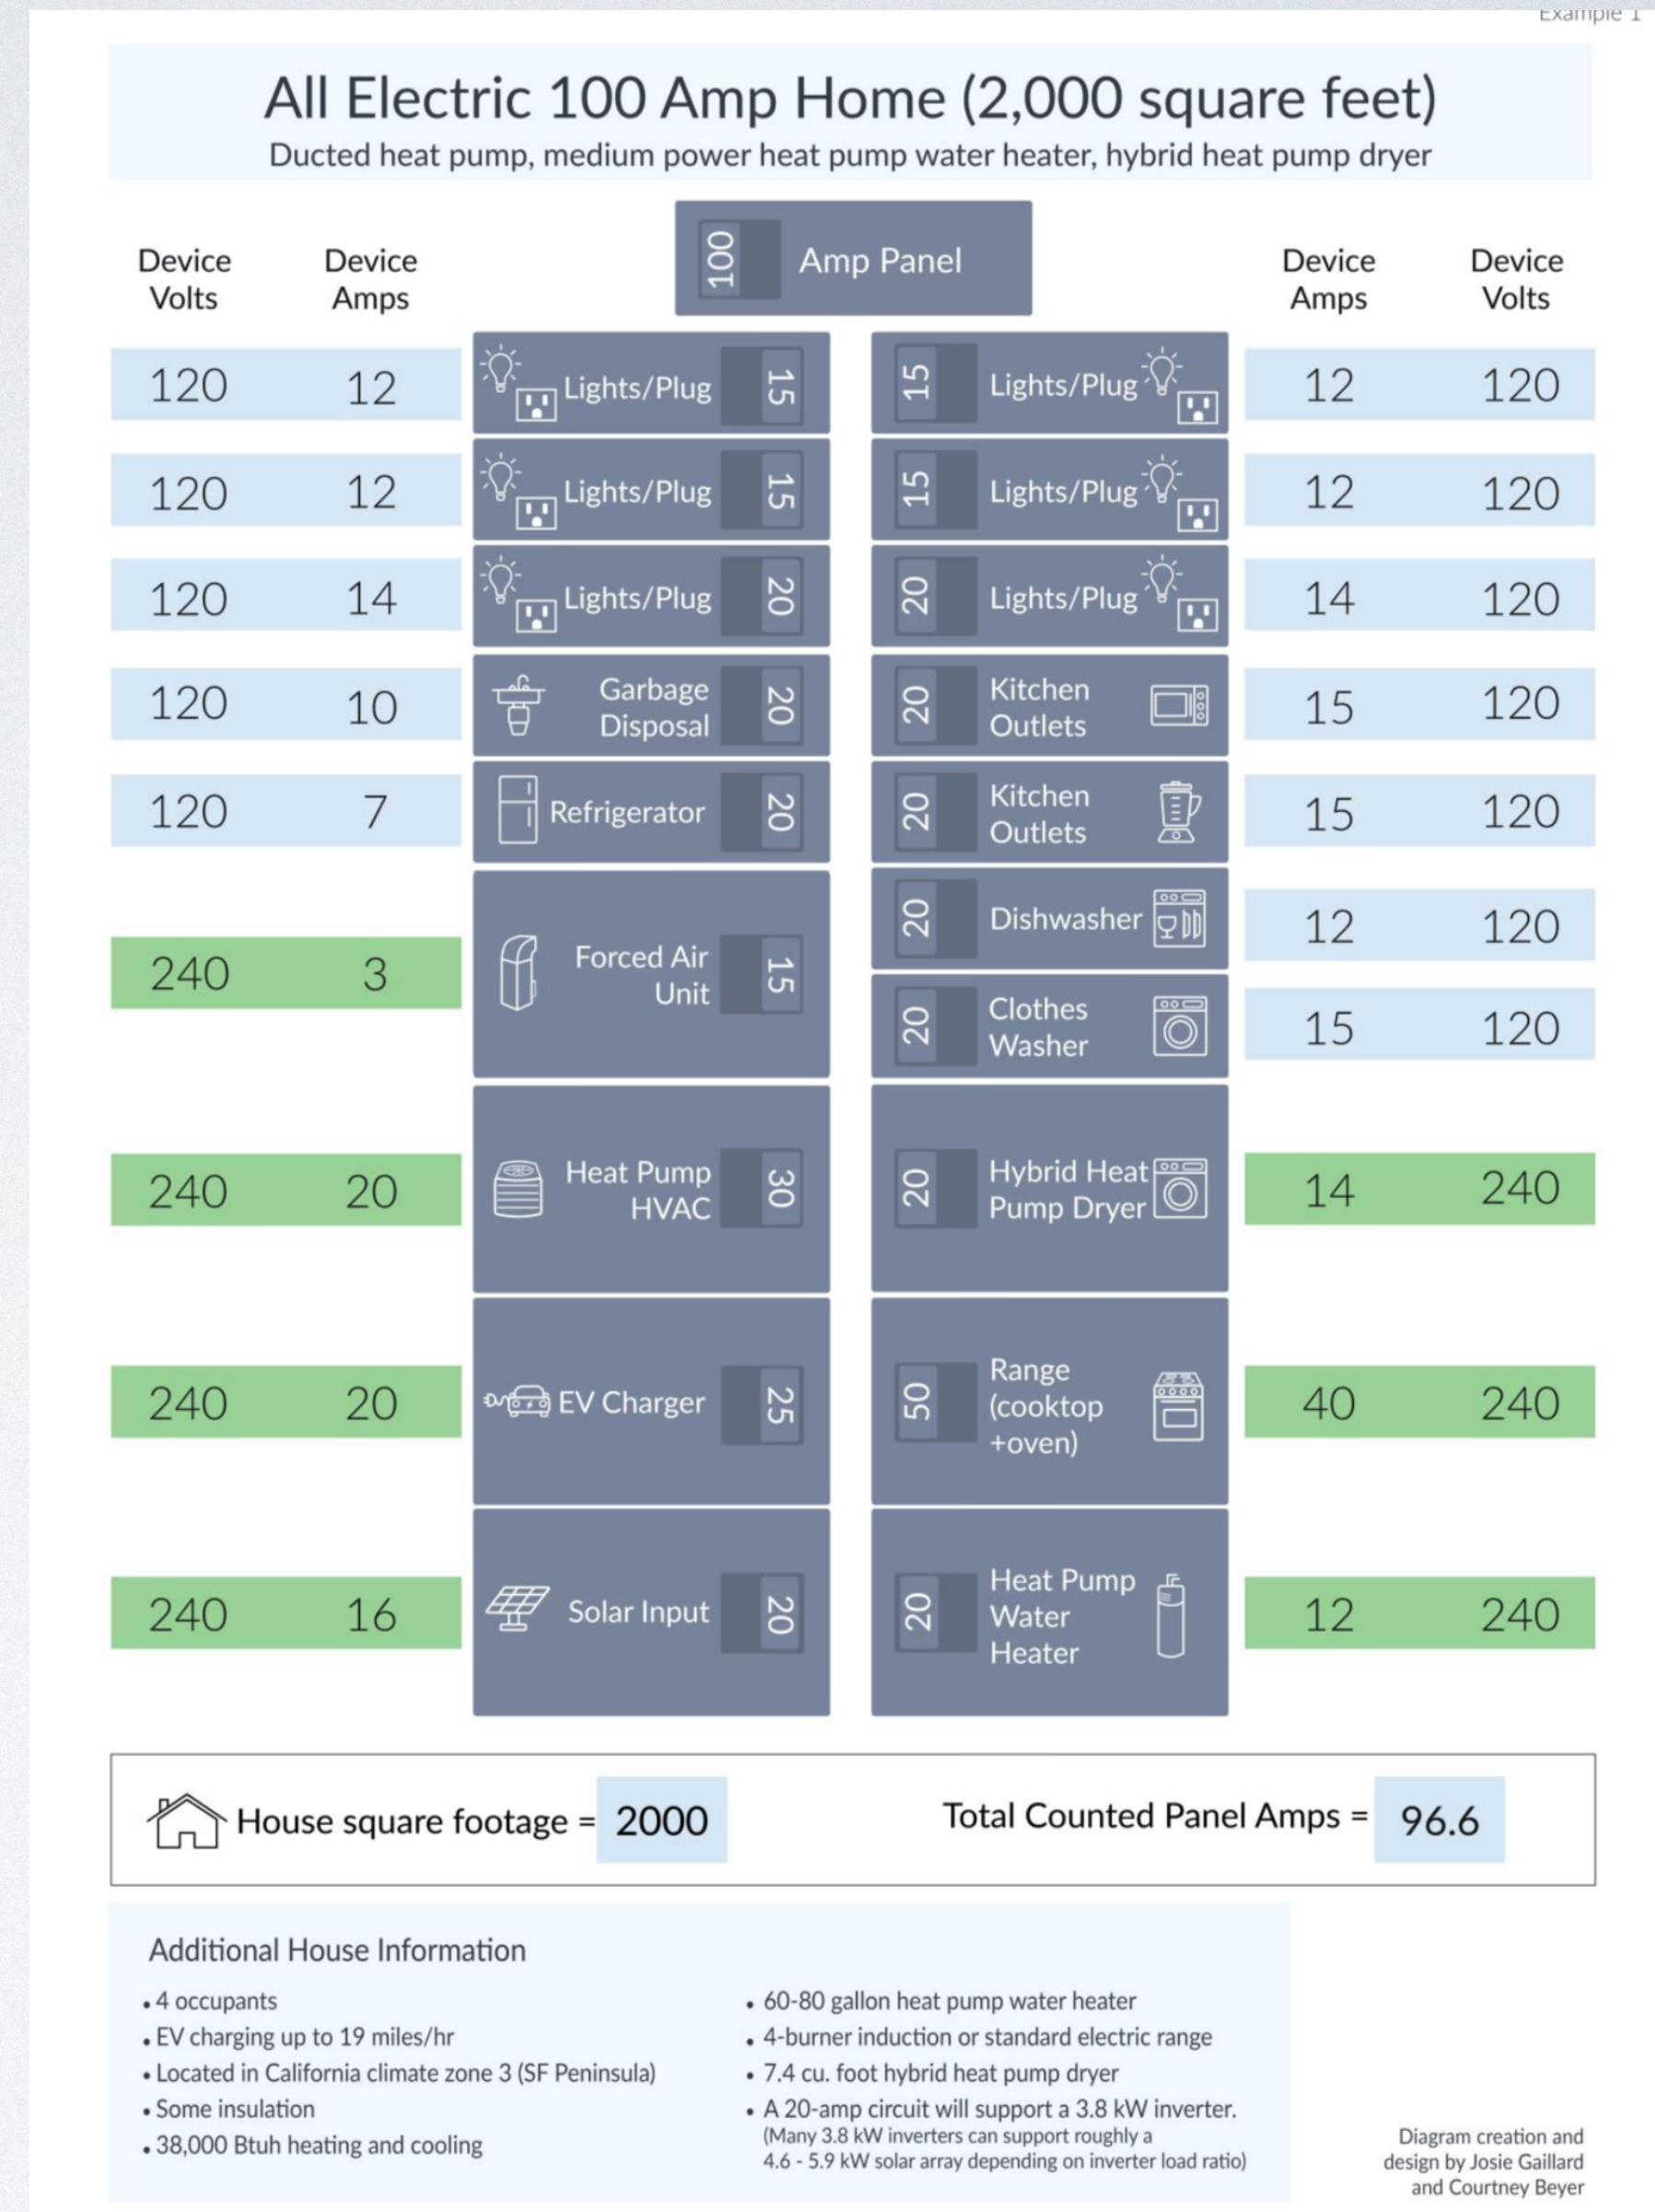 Example 1
All Electric 100 Amp Home (2,000 square feet)
Ducted heat pump, medium power heat pump water heater, hybrid heat pump dryer
100 Amp Panel
Device
Volts
Device
Amps
Device
Amps
Device
Volts
120 12 Lights/Plug 15
15 Lights/Plug 12 120
120 12 Lights/Plug 15
15 Lights/Plug 12 120
120 14 Lights/Plug 20
20 Lights/Plug 14 120
120 10 Garbage
Disposal 20
20 Kitchen
Outlets 15 120
120 7 Refrigerator 20
20 Kitchen
Outlets 15 120
240 3 Forced Air
Unit 15
20 Dishwasher 12 120
20 Clothes
Washer 15 120
240 20 Heat Pump
HVAC 30
20 Hybrid Heat
Pump Dryer 14 240
240 20 EV Charger 25
50 Range
(cooktop
+oven) 40 240
240 16 Solar Input 20
20 Heat Pump
Water
Heater 12 240
House square footage = 2000
Total Counted Panel Amps = 96.6
Additional House Information
• 4 occupants
• EV charging up to 19 miles/hr
• Located in California climate zone 3 (SF Peninsula)
• Some insulation
• 38,000 Btuh heating and cooling
• 60-80 gallon heat pump water heater
• 4-burner induction or standard electric range
• 7.4 cu. foot hybrid heat pump dryer
• A 20-amp circuit will support a 3.8 kW inverter.
(Many 3.8 kW inverters can support roughly a
4.6 - 5.9 kW solar array depending on inverter load ratio)
Diagram creation and
design by Josie Gaillard
and Courtney Beyer